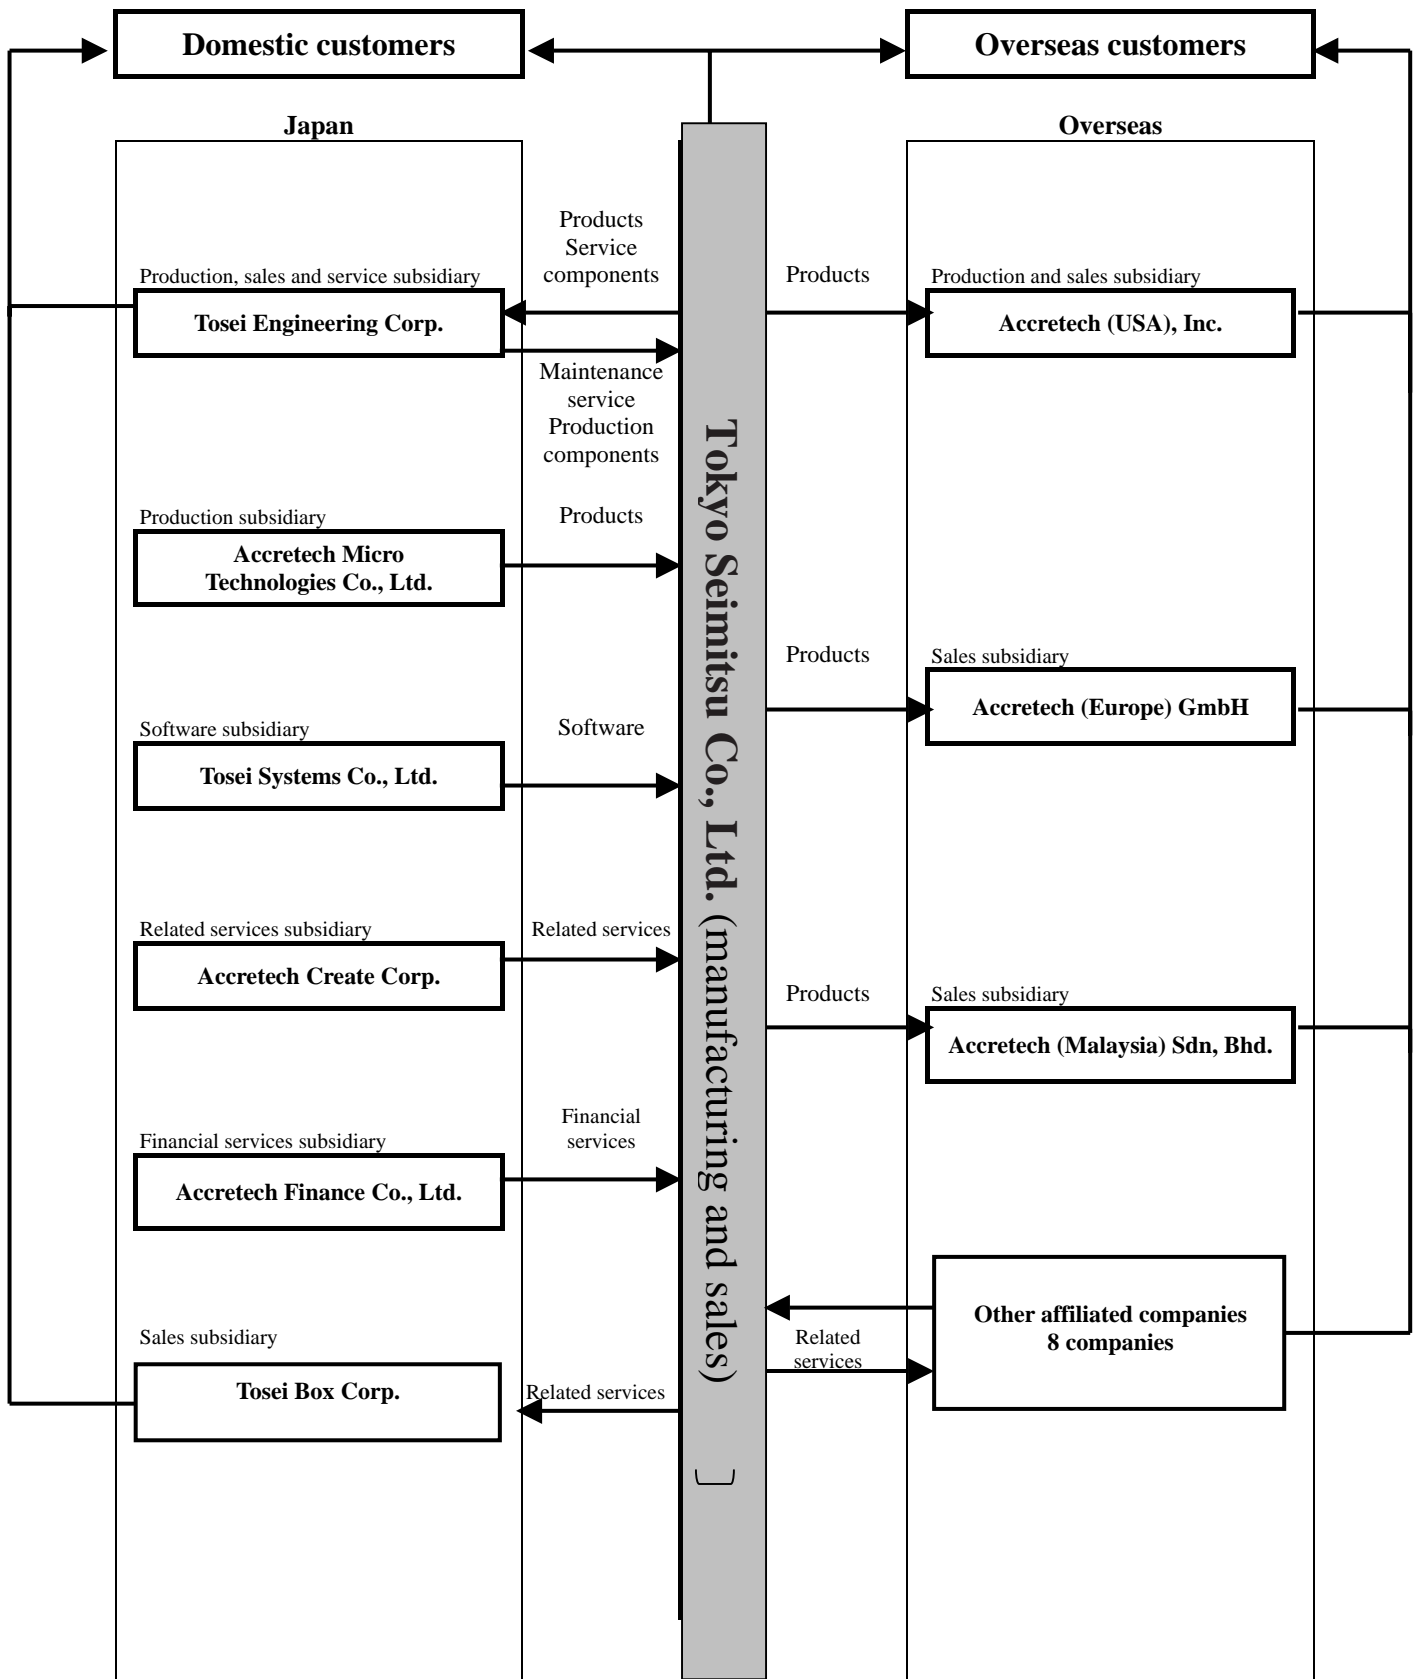 Domestic customers
Overseas customers
Japan
Overseas
Products
Service
components
Products
Production, sales and service subsidiary
Tosei Engineering Corp.
Production and sales subsidiary
Accretech (USA), Inc.
Maintenance
service
Production
components
Production subsidiary
Accretech Micro
Technologies Co., Ltd.
Products
Tokyo Seimitsu Co., Ltd. (manufacturing and sales)
Products
Sales subsidiary
Accretech (Europe) GmbH
Software subsidiary
Tosei Systems Co., Ltd.
Software
Related services subsidiary
Accretech Create Corp.
Related services
Products
Sales subsidiary
Accretech (Malaysia) Sdn, Bhd.
Financial services subsidiary
Accretech Finance Co., Ltd.
Financial
services
Other affiliated companies
8 companies
Related
services
Sales subsidiary
Tosei Box Corp.
Related services